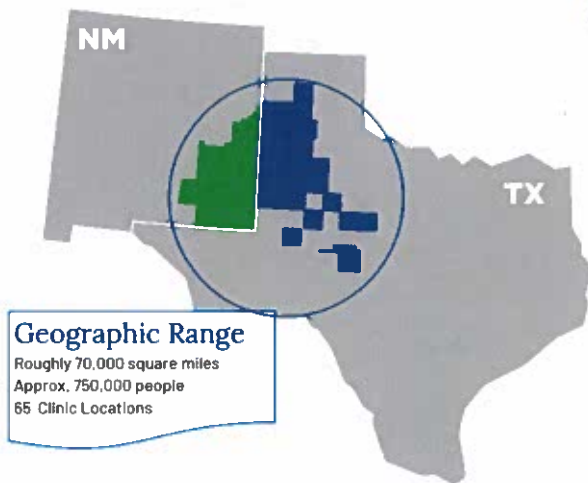 NM
TX
Geographic Range
Roughly 70,000 square miles
Approx. 750,000 people
65 Clinic Locations